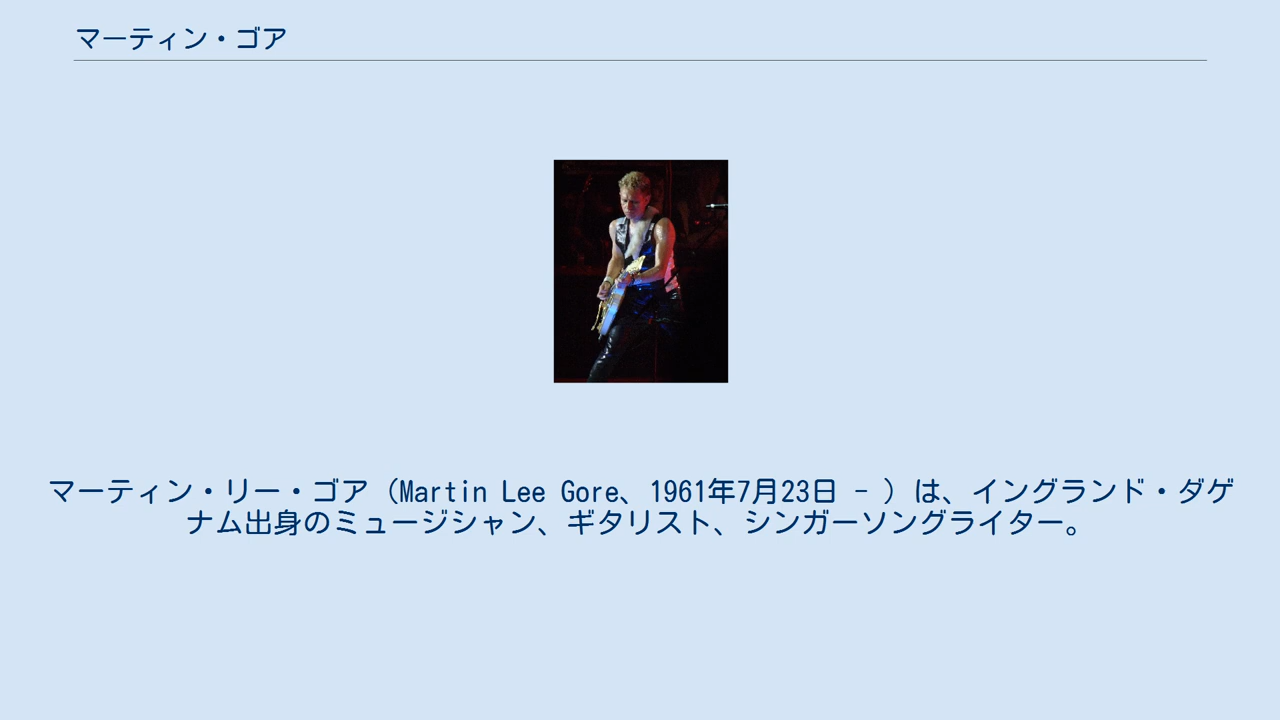 マーティン・ゴア
マーティン・リー・ゴア（Martin Lee Gore、1961年7月23日 - ）は、イングランド・ダゲ
ナム出身のミュージシャン、ギタリスト、シンガーソングライター。